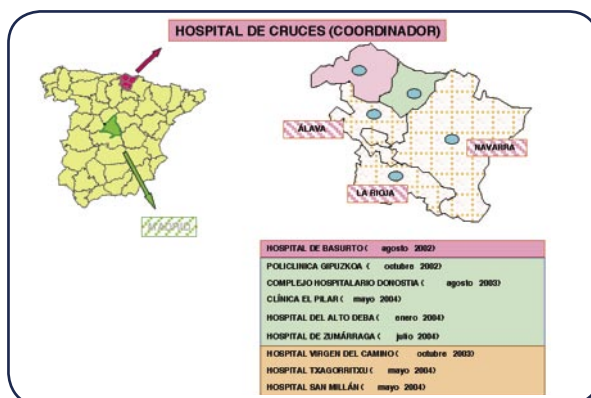 HOSPITAL DE CRUCES (COORDINADOR)
ÁLAVA
NAVARRA
LA RIOJA
MADRID
HOSPITAL DE BASURTO ( agosto 2002)
POLICLINICA GIPUZKOA ( octubre 2002)
COMPLEJO HOSPITALARIO DONOSTIA ( agosto 2003)
CLÍNICA EL PILAR ( mayo 2004)
HOSPITAL DEL ALTO DEBA ( enero 2004)
HOSPITAL DE ZUMÁRRAGA ( julio 2004)
HOSPITAL VIRGEN DEL CAMINO ( octubre 2003)
HOSPITAL TXAGORRITXU ( mayo 2004)
HOSPITAL SAN MILLÁN ( mayo 2004)